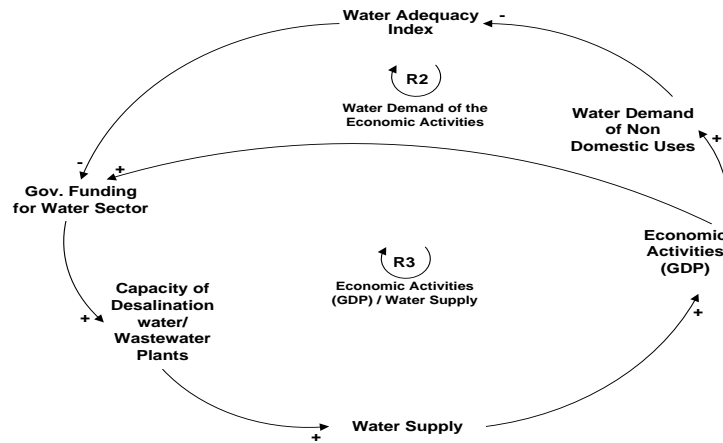 Water Adequacy
Index
-
R2
Water Demand of the
Economic Activities
Water Demand
of Non
Domestic Uses
+
-
+
Gov. Funding
for Water Sector
Economic
Activities
(GDP)
R3
Economic Activities
(GDP) / Water Supply
Capacity of
Desalination
water/
Wastewater
Plants
+
+
Water Supply
+